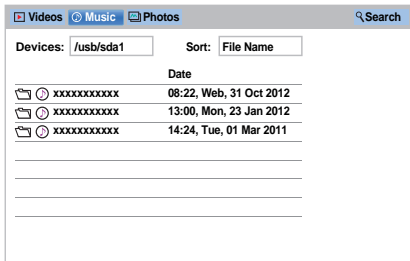 Videos Music Photos Search
Devices: /usb/sda1 Sort: File Name
Date
xxxxxxxxxxx 08:22, Web, 31 Oct 2012
xxxxxxxxxxx 13:00, Mon, 23 Jan 2012
xxxxxxxxxxx 14:24, Tue, 01 Mar 2011